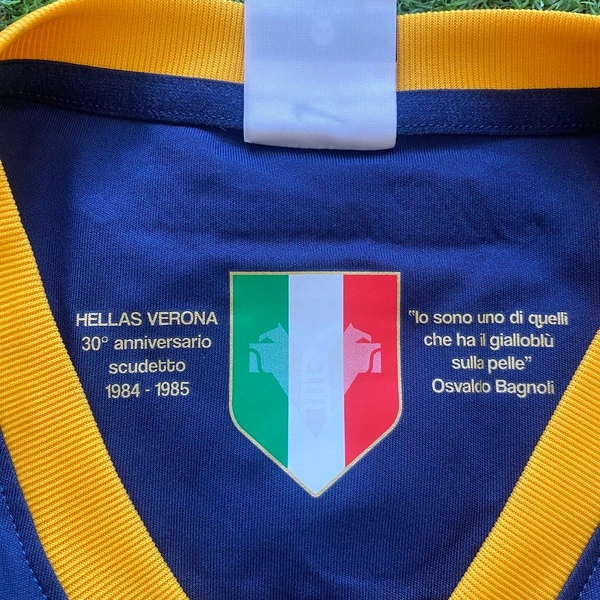 HELLAS VERONA
30° anniversario
scudetto
1984 - 1985
"Io sono uno di quelli
che ha il gialloblù
sulla pelle"
Osvaldo Bagnoli